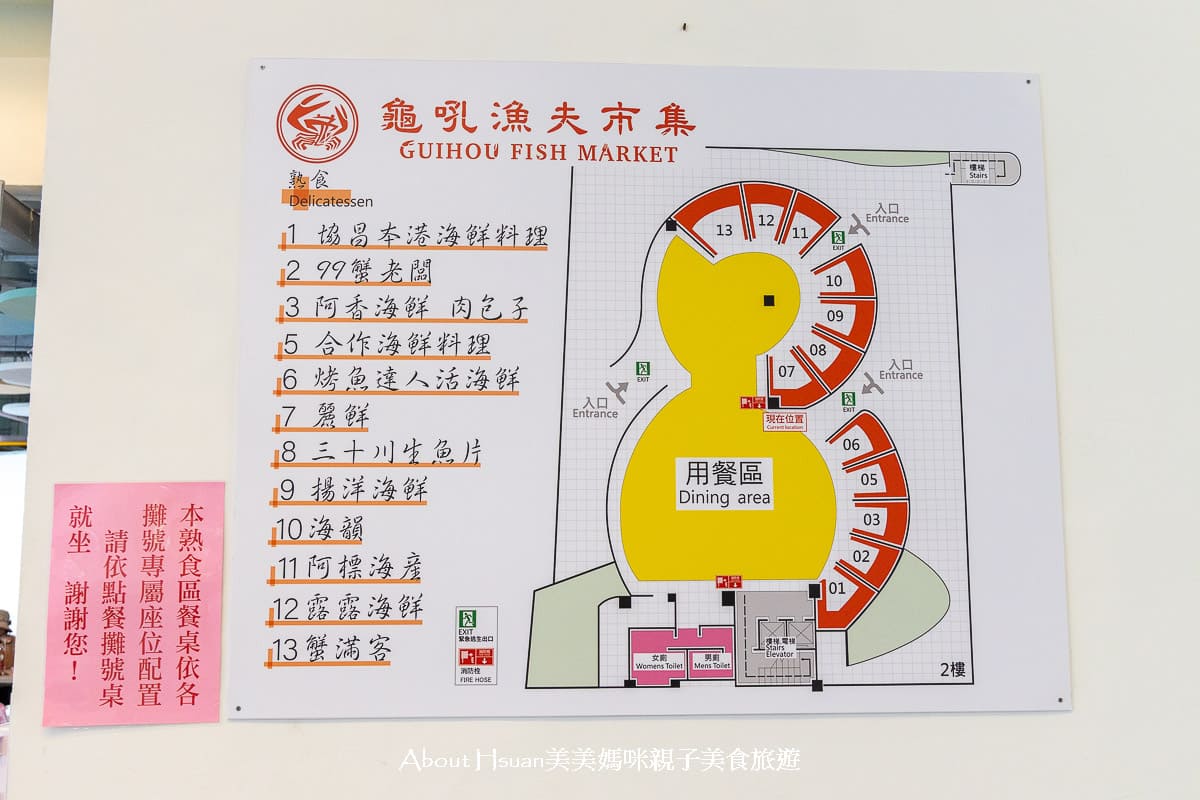 龜吼漁夫市集
GUIHOU FISH MARKET
熟食
Delicatessen
1 協昌本港海鮮料理
2 99蟹老闆
3 阿香海鮮 肉包子
5 合作海鮮料理
6 烤魚達人活海鮮
7 麗鮮
8 三十川生魚片
9 揚洋海鮮
10 海韻
11 阿標海產
12 露露海鮮
13 蟹滿客
樓梯
Stairs
入口
Entrance
EXIT
13
12
11
10
09
08
07
入口
Entrance
EXIT
入口
Entrance
EXIT
現在位置
Current location
用餐區
Dining area
06
05
03
02
01
女廁
Womens Toilet
男廁
Mens Toilet
樓梯.電梯
Stairs
Elevator
2樓
EXIT
緊急逃生出口
消防栓
FIRE HOSE
本熟食區餐桌依各
攤號專屬座位配置
請依點餐攤號桌
就坐 謝謝您！
About Hsuan美美媽咪親子美食旅遊